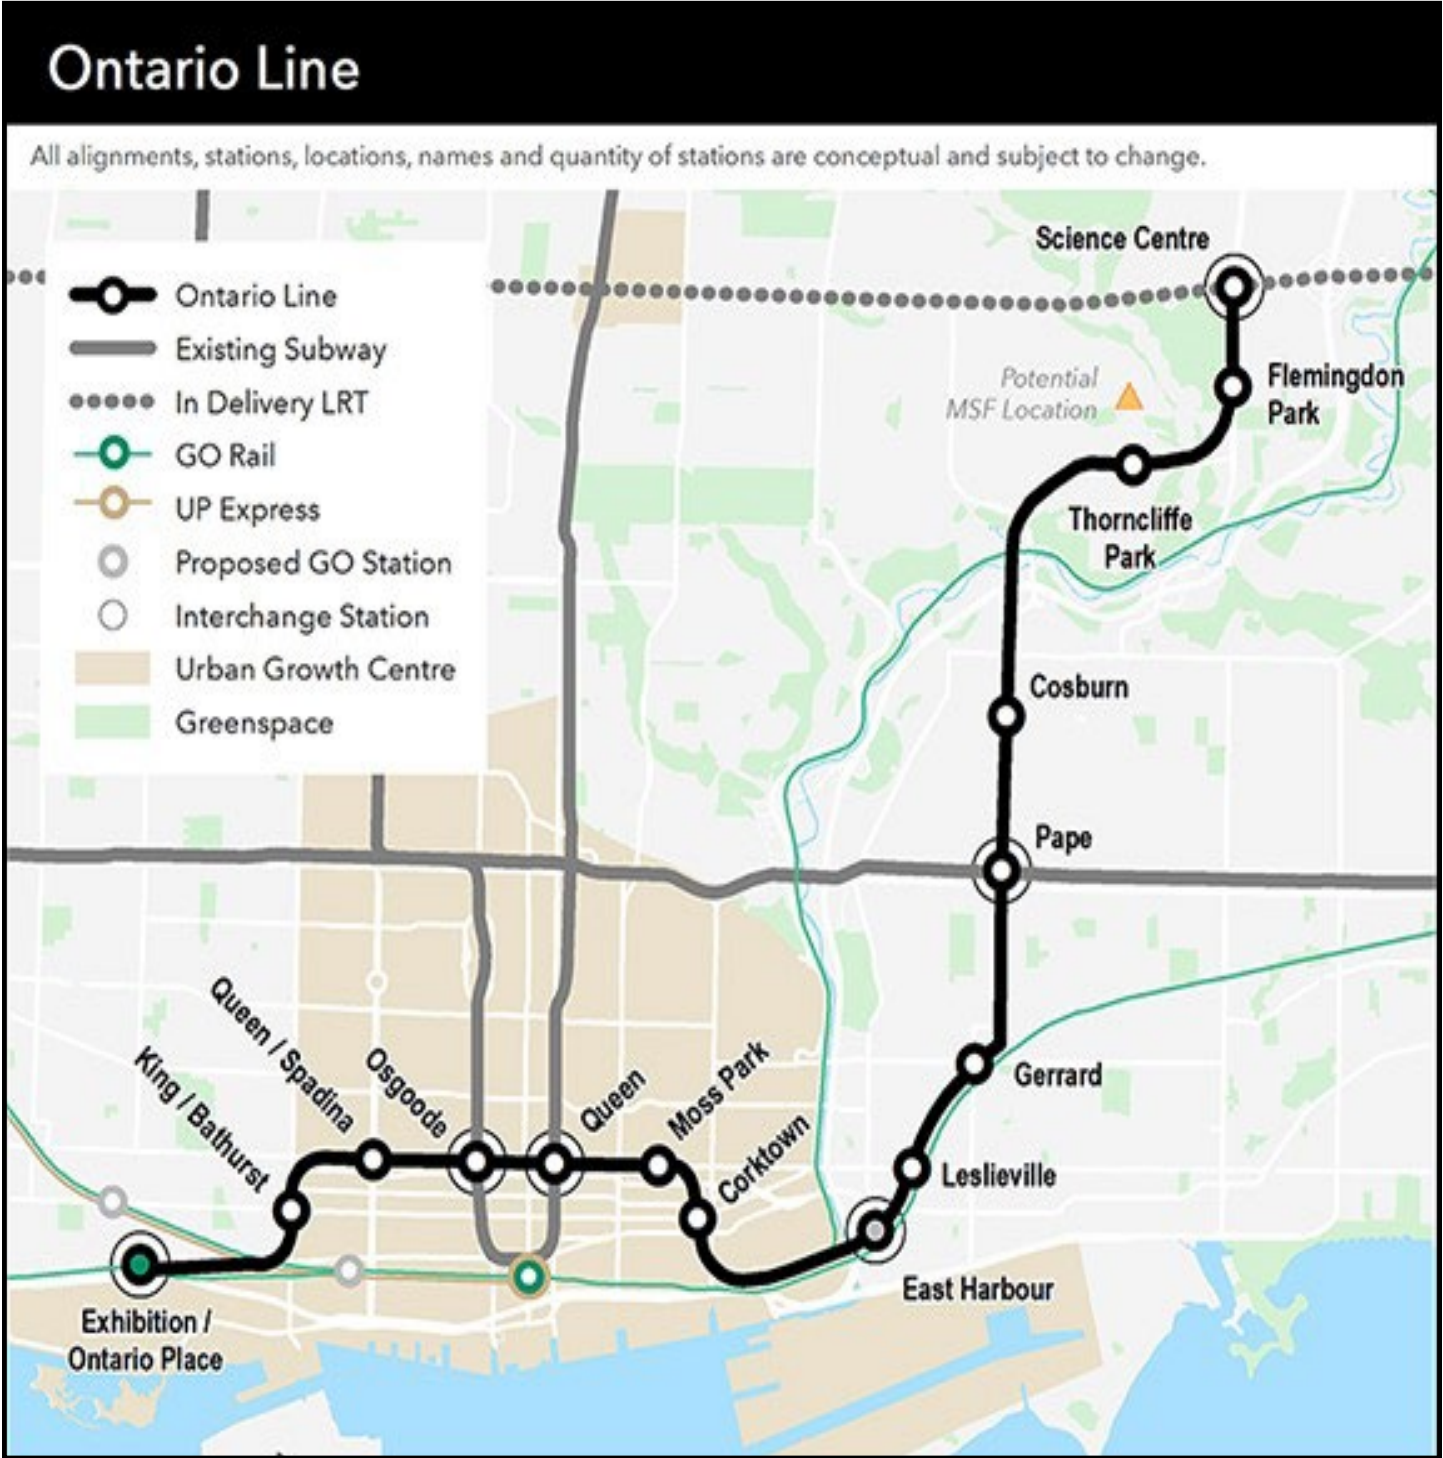 Ontario Line
All alignments, stations, locations, names and quantity of stations are conceptual and subject to change.
Ontario Line
Existing Subway
In Delivery LRT
GO Rail
UP Express
Proposed GO Station
Interchange Station
Urban Growth Centre
Greenspace
Science Centre
Flemingdon
Park
Potential
MSF Location
Thorncliffe
Park
Cosburn
Pape
Gerrard
Leslieville
East Harbour
Corktown
Moss Park
Queen
Osgoode
Queen / Spadina
King / Bathurst
Exhibition /
Ontario Place